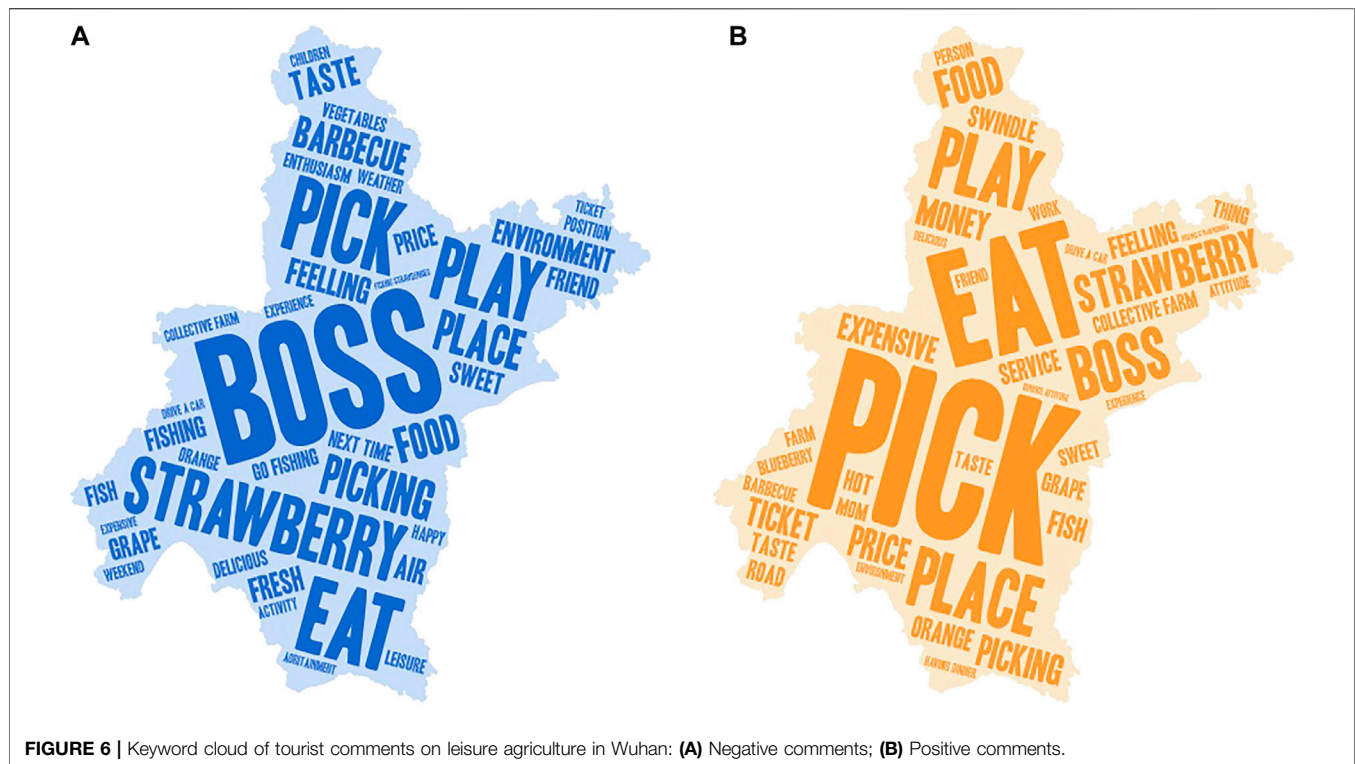 A
CHILDREN
TASTE
VEGETABLES
BARBECUE
ENTHUSIASM WEATHER
PICK
PRICE
FEELLING
TICKET
POSITION
ENVIRONMENT
PLAY
FRIEND
PLACE
SWEET
COLLECTIVE FARM
EXPERIENCE
BOSS
DRIVE A CAR
FISHING
ORANGE
GO FISHING
NEXT TIME
FOOD
FISH
STRAWBERRY
PICKING
HAPPY
EXPENSIVE
GRAPE
WEEKEND
DELICIOUS
AIR
FRESH
ACTIVITY
EAT
LEISURE
AGRITAINMENT
B
PERSON
FOOD
SWINDLE
PLAY
MONEY
WORK
DELICIOUS
EAT
FRIEND
DRIVE A CAR
FEELLING
THING
STRAWBERRY
ATTITUDE
COLLECTIVE FARM
EXPENSIVE
SERVICE
BOSS
EXPERIENCE
PICK
TASTE
FARM
BLUEBERRY
SWEET
BARBECUE
HOT
GRAPE
MOM
TICKET
FISH
TASTE
PRICE
ROAD
ENVIRONMENT
PLACE
ORANGE
PICKING
HAVING DINNER
FIGURE 6 | Keyword cloud of tourist comments on leisure agriculture in Wuhan: (A) Negative comments; (B) Positive comments.